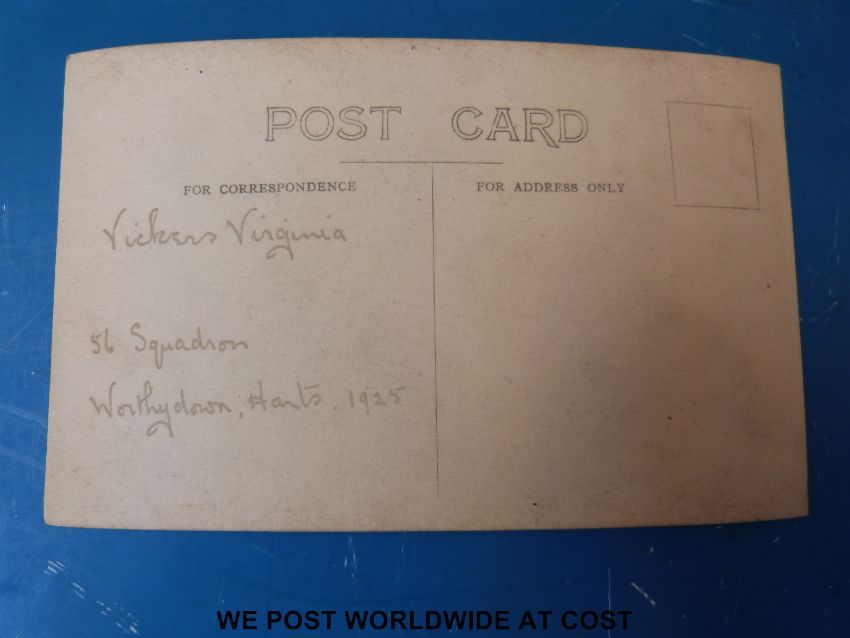 POST CARD
FOR CORRESPONDENCE
FOR ADDRESS ONLY
Vickers Virginia
56 Squadron
Worthydown, Hants. 1925
WE POST WORLDWIDE AT COST